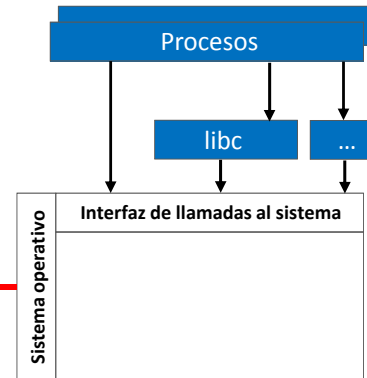 Procesos
libc
...
Interfaz de llamadas al sistema
Sistema operativo